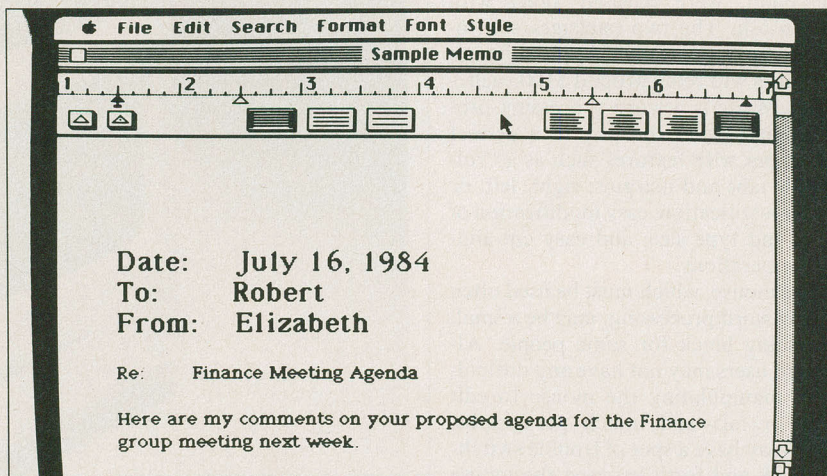 File Edit Search Format Font Style
Sample Memo
1 2 3 4 5 6 7
Date: July 16, 1984
To: Robert
From: Elizabeth
Re: Finance Meeting Agenda
Here are my comments on your proposed agenda for the Finance
group meeting next week.